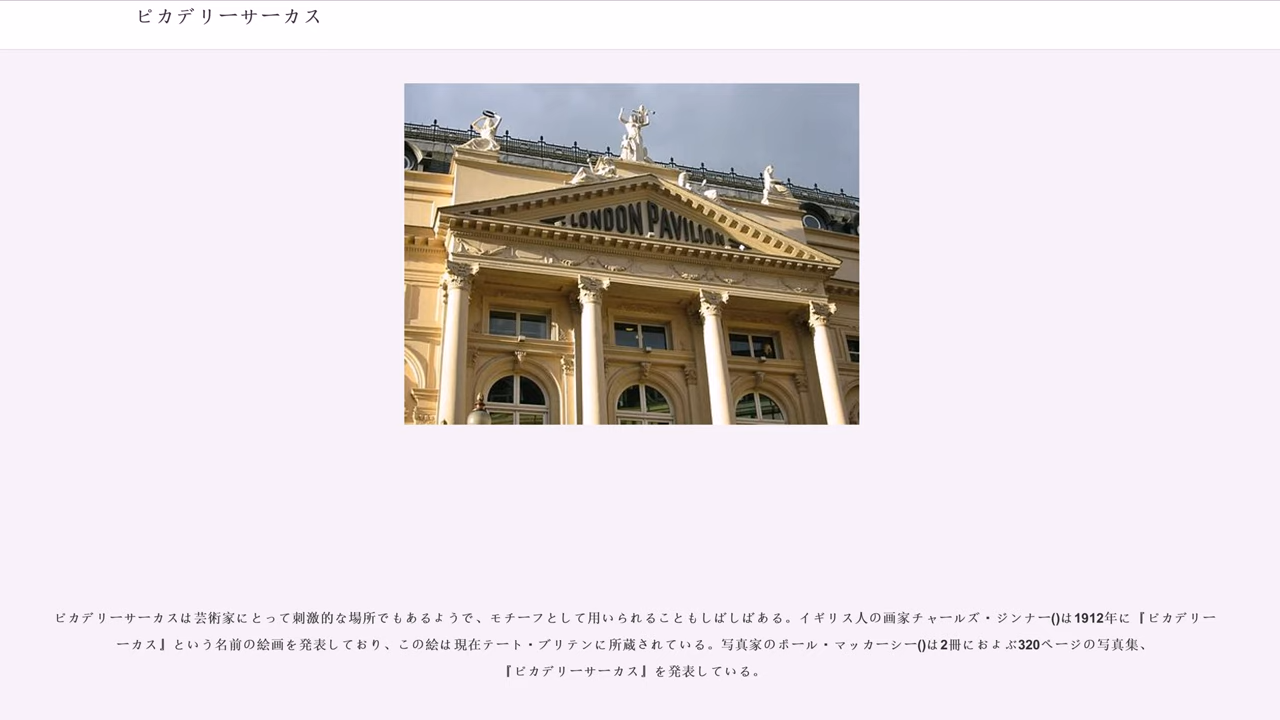 ピカデリーサーカス
LONDON PAVILION
ピカデリーサーカスは芸術家にとって刺激的な場所でもあるようで、モチーフとして用いられることもしばしばある。イギリス人の画家チャールズ・ジンナー()は1912年に『ピカデリー
ーカス』という名前の絵画を発表しており、この絵は現在テート・ブリテンに所蔵されている。写真家のポール・マッカーシー()は2冊におよぶ320ページの写真集、
『ピカデリーサーカス』を発表している。